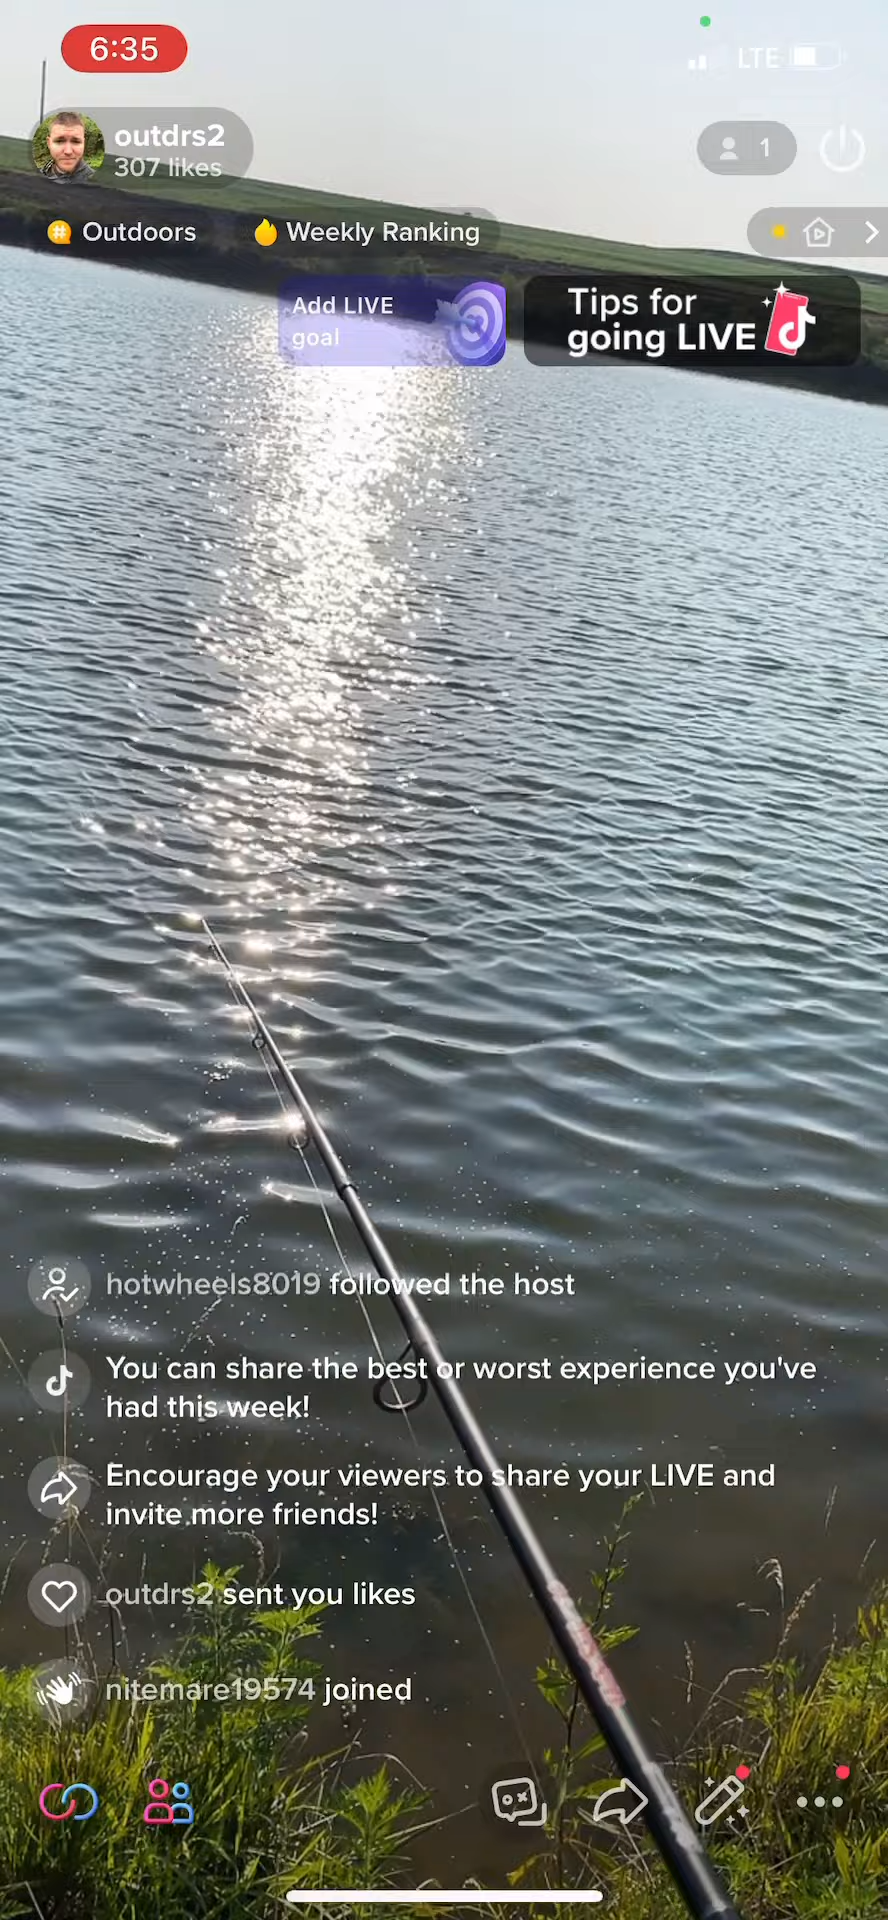 6:35
LTE
outdrs2
307 likes
1
Outdoors
Weekly Ranking
Add LIVE
goal
Tips for
going LIVE
hotwheels8019 followed the host
You can share the best or worst experience you've
had this week!
Encourage your viewers to share your LIVE and
invite more friends!
outdrs2 sent you likes
nitemare19574 joined